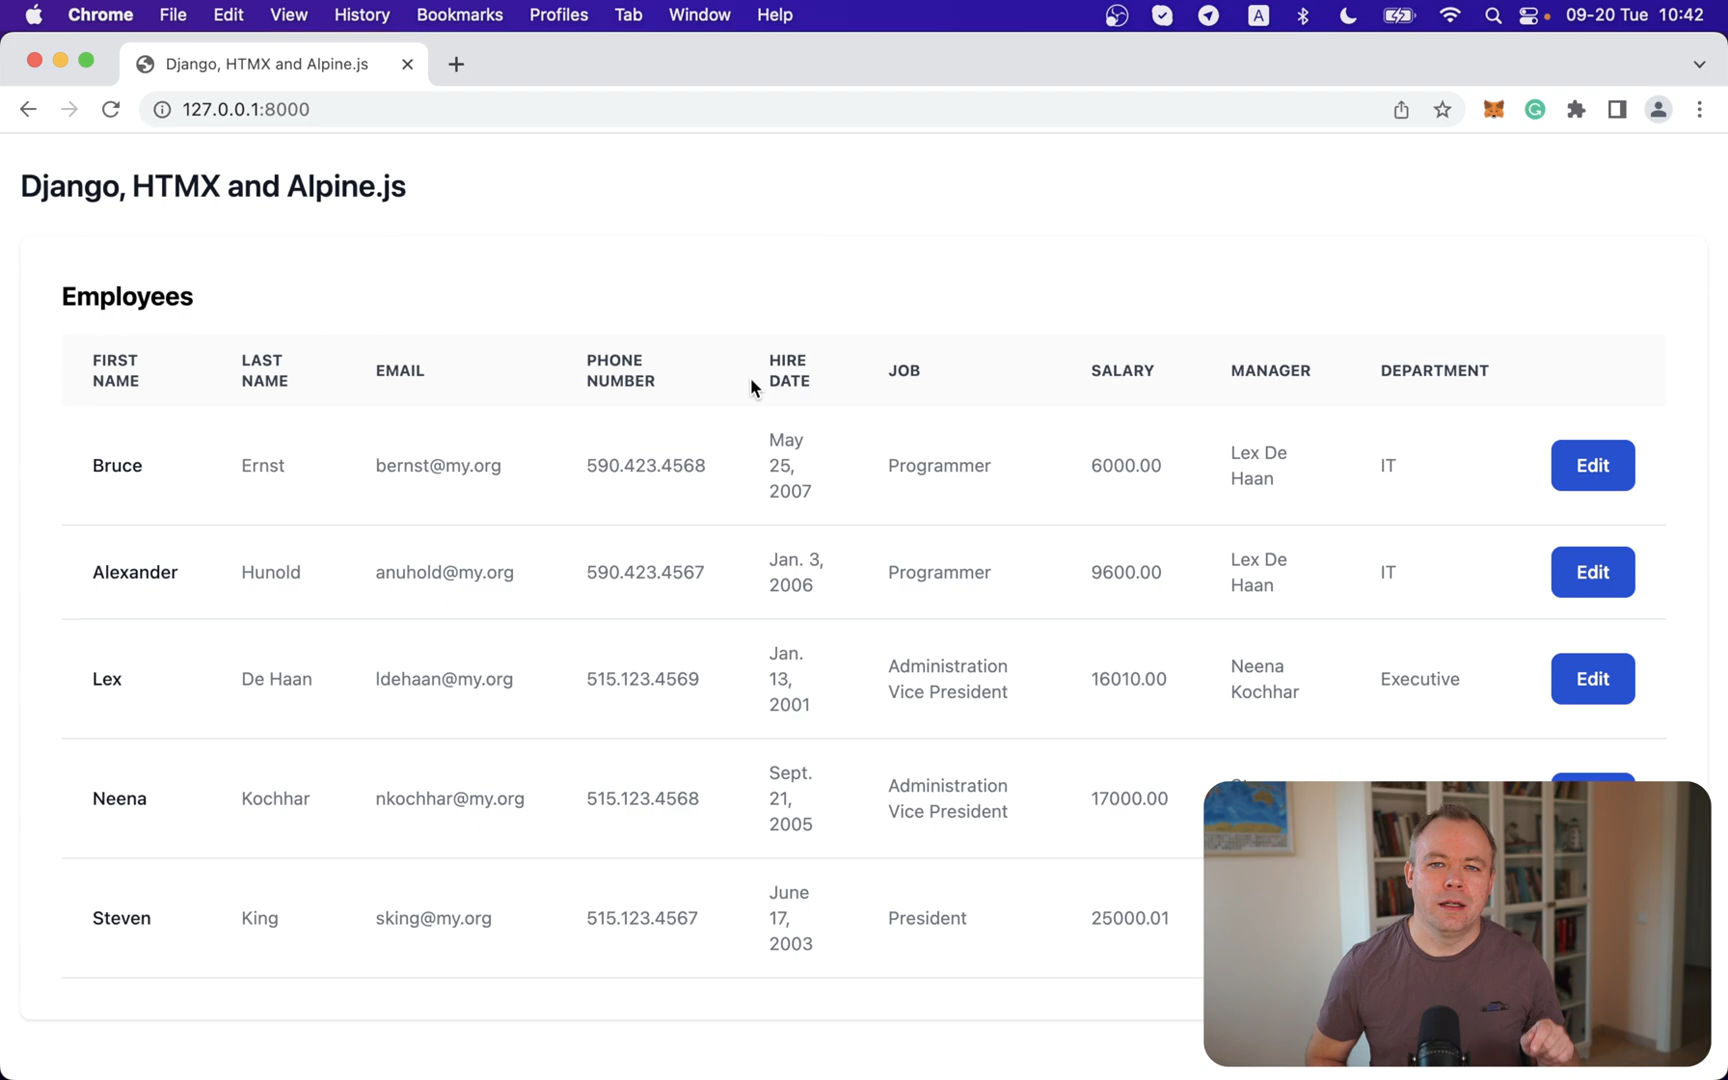 Chrome File Edit View History Bookmarks Profiles Tab Window Help A 09-20 Tue 10:42
Django, HTMX and Alpine.js
127.0.0.1:8000
Django, HTMX and Alpine.js
Employees
FIRST NAME LAST NAME EMAIL PHONE NUMBER HIRE DATE JOB SALARY MANAGER DEPARTMENT
Bruce Ernst bernst@my.org 590.423.4568 May 25, 2007 Programmer 6000.00 Lex De Haan IT Edit
Alexander Hunold anuhold@my.org 590.423.4567 Jan. 3, 2006 Programmer 9600.00 Lex De Haan IT Edit
Lex De Haan ldehaan@my.org 515.123.4569 Jan. 13, 2001 Administration Vice President 16010.00 Neena Kochhar Executive Edit
Neena Kochhar nkochhar@my.org 515.123.4568 Sept. 21, 2005 Administration Vice President 17000.00
Steven King sking@my.org 515.123.4567 June 17, 2003 President 25000.01